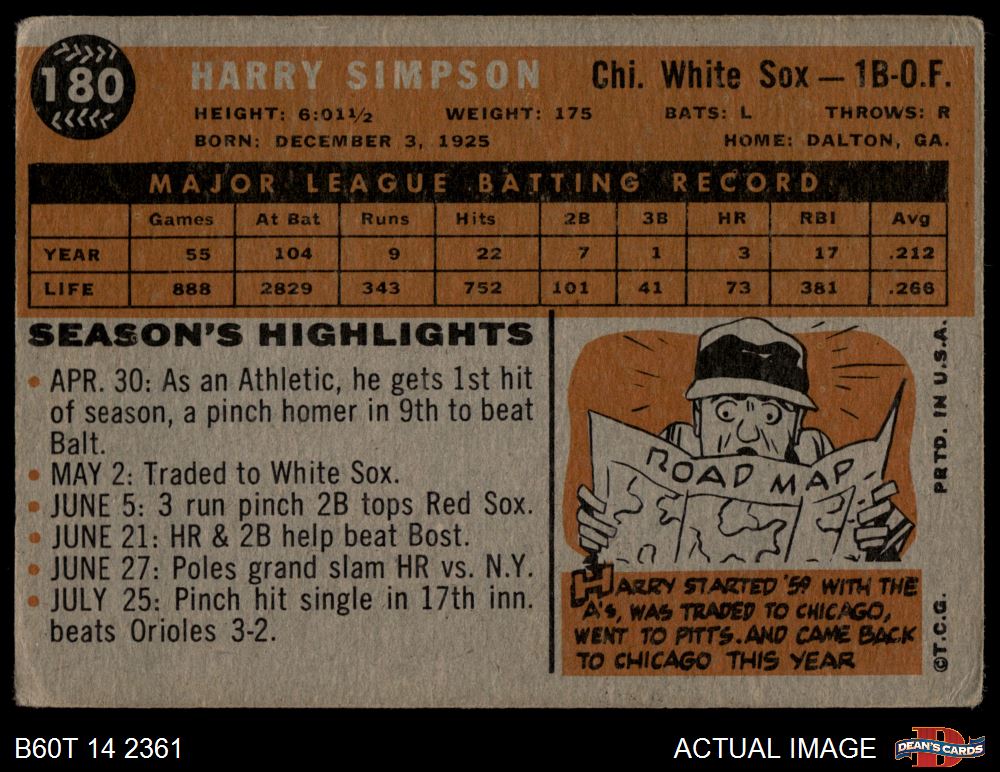 180
HARRY SIMPSON
Chi. White Sox — 1B-O.F.
HEIGHT: 6:01½ WEIGHT: 175 BATS: L THROWS: R
BORN: DECEMBER 3, 1925 HOME: DALTON, GA.
MAJOR LEAGUE BATTING RECORD
Games At Bat Runs Hits 2B 3B HR RBI Avg
YEAR 55 104 9 22 7 1 3 17 .212
LIFE 888 2829 343 752 101 41 73 381 .266
SEASON'S HIGHLIGHTS
• APR. 30: As an Athletic, he gets 1st hit
of season, a pinch homer in 9th to beat
Balt.
• MAY 2: Traded to White Sox.
• JUNE 5: 3 run pinch 2B tops Red Sox.
• JUNE 21: HR & 2B help beat Bost.
• JUNE 27: Poles grand slam HR vs. N.Y.
• JULY 25: Pinch hit single in 17th inn.
beats Orioles 3-2.
ROAD MAP
HARRY STARTED '59 WITH THE
A's, WAS TRADED TO CHICAGO,
WENT TO PITTS. AND CAME BACK
TO CHICAGO THIS YEAR
©T.C.G. PRTD. IN U.S.A.
B60T 14 2361
ACTUAL IMAGE
D
DEAN'S CARDS